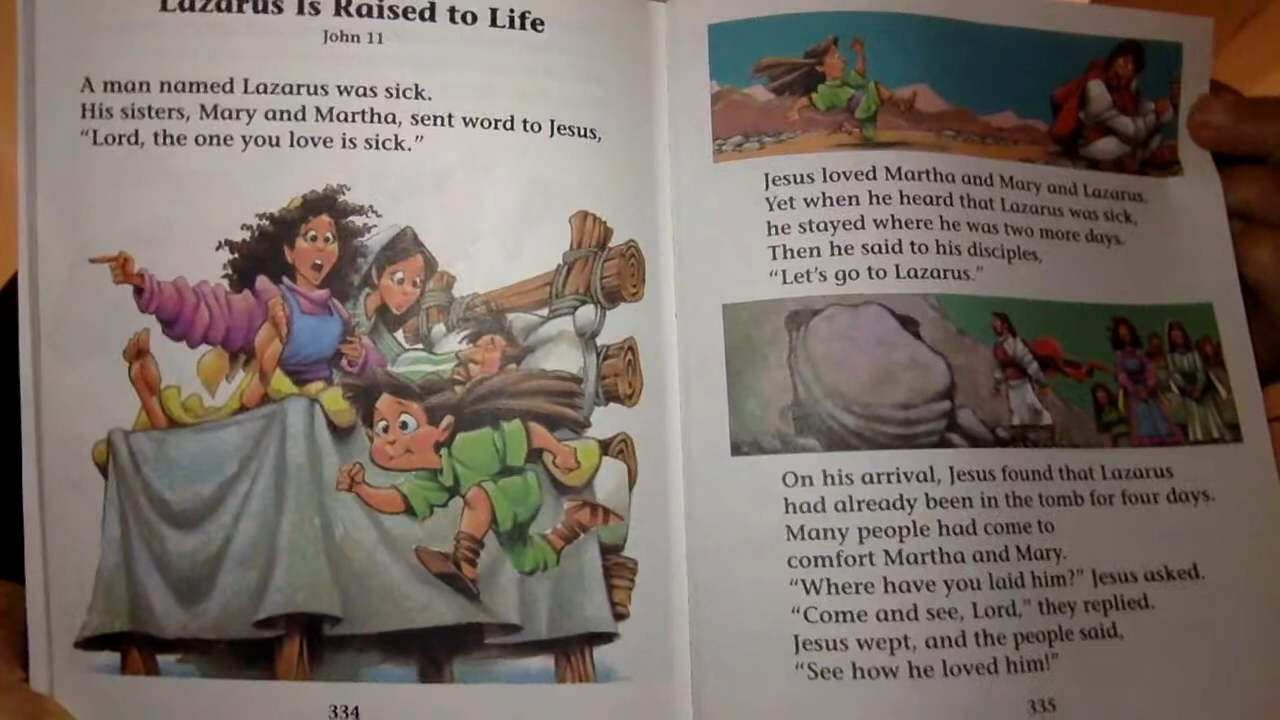 Lazarus Is Raised to Life
John 11
A man named Lazarus was sick.
His sisters, Mary and Martha, sent word to Jesus,
“Lord, the one you love is sick.”
334
Jesus loved Martha and Mary and Lazarus.
Yet when he heard that Lazarus was sick,
he stayed where he was two more days.
Then he said to his disciples,
“Let's go to Lazarus.”
On his arrival, Jesus found that Lazarus
had already been in the tomb for four days.
Many people had come to
comfort Martha and Mary.
“Where have you laid him?” Jesus asked.
“Come and see, Lord,” they replied.
Jesus wept, and the people said,
“See how he loved him!”
335